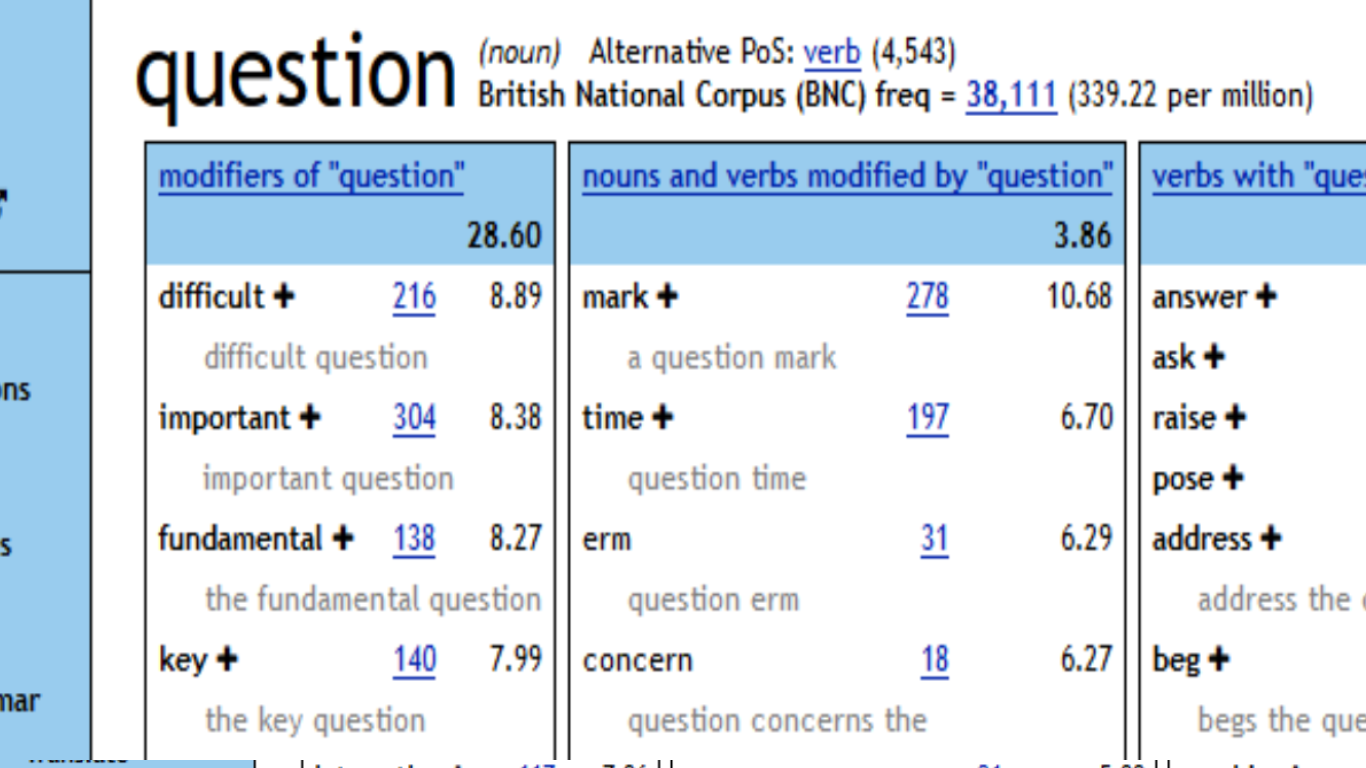 question (noun) Alternative PoS: verb (4,543)
British National Corpus (BNC) freq = 38,111 (339.22 per million)
modifiers of "question"
28.60
difficult + 216 8.89
difficult question
important + 304 8.38
important question
fundamental + 138 8.27
the fundamental question
key + 140 7.99
the key question
nouns and verbs modified by "question"
3.86
mark + 278 10.68
a question mark
time + 197 6.70
question time
erm 31 6.29
question erm
concern 18 6.27
question concerns the
verbs with "ques
answer +
ask +
raise +
pose +
address +
address the
beg +
begs the que
ons
s
mar